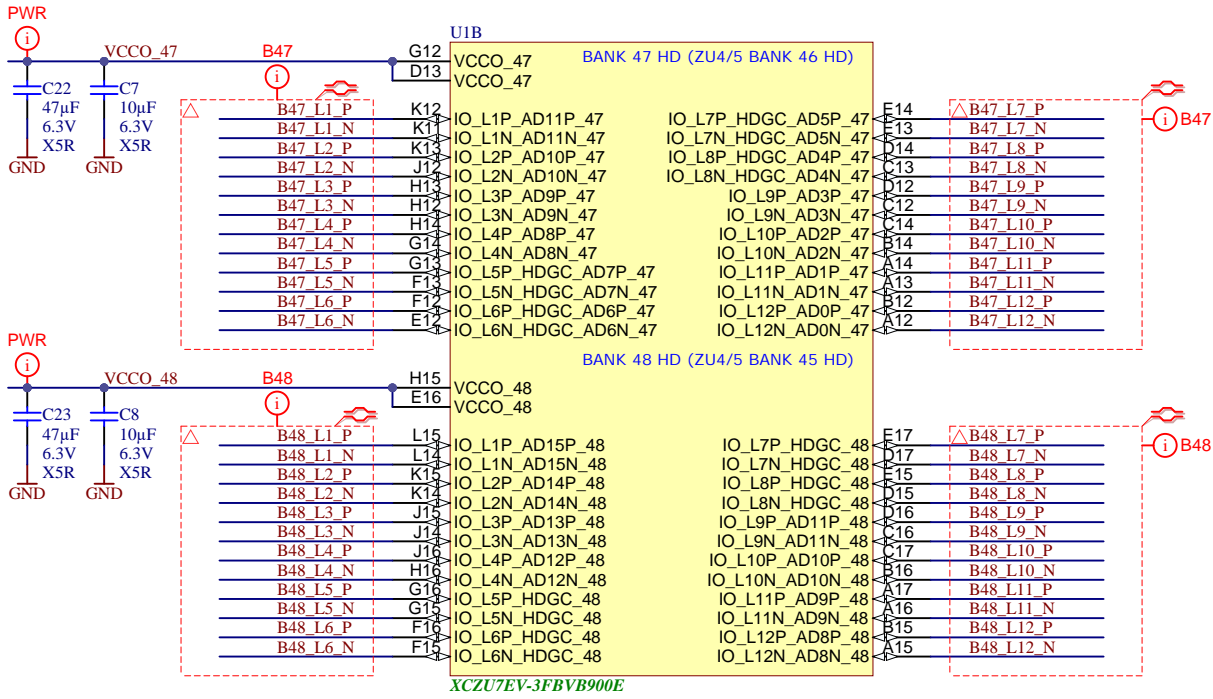 PWR
i
VCCO_47
C22
47µF
6.3V
X5R
GND
C7
10µF
6.3V
X5R
GND
B47
i
U1B
BANK 47 HD (ZU4/5 BANK 46 HD)
G12 VCCO_47
D13 VCCO_47
B47_L1_P K12 IO_L1P_AD11P_47
B47_L1_N K11 IO_L1N_AD11N_47
B47_L2_P K13 IO_L2P_AD10P_47
B47_L2_N J12 IO_L2N_AD10N_47
B47_L3_P H13 IO_L3P_AD9P_47
B47_L3_N H12 IO_L3N_AD9N_47
B47_L4_P H14 IO_L4P_AD8P_47
B47_L4_N G14 IO_L4N_AD8N_47
B47_L5_P G13 IO_L5P_HDGC_AD7P_47
B47_L5_N F13 IO_L5N_HDGC_AD7N_47
B47_L6_P F12 IO_L6P_HDGC_AD6P_47
B47_L6_N E12 IO_L6N_HDGC_AD6N_47
IO_L7P_HDGC_AD5P_47 E14 B47_L7_P
IO_L7N_HDGC_AD5N_47 E13 B47_L7_N
IO_L8P_HDGC_AD4P_47 D14 B47_L8_P
IO_L8N_HDGC_AD4N_47 C13 B47_L8_N
IO_L9P_AD3P_47 D12 B47_L9_P
IO_L9N_AD3N_47 C12 B47_L9_N
IO_L10P_AD2P_47 C14 B47_L10_P
IO_L10N_AD2N_47 B14 B47_L10_N
IO_L11P_AD1P_47 A14 B47_L11_P
IO_L11N_AD1N_47 A13 B47_L11_N
IO_L12P_AD0P_47 B12 B47_L12_P
IO_L12N_AD0N_47 A12 B47_L12_N
i B47
PWR
i
VCCO_48
C23
47µF
6.3V
X5R
GND
C8
10µF
6.3V
X5R
GND
B48
i
BANK 48 HD (ZU4/5 BANK 45 HD)
H15 VCCO_48
E16 VCCO_48
B48_L1_P L15 IO_L1P_AD15P_48
B48_L1_N L14 IO_L1N_AD15N_48
B48_L2_P K15 IO_L2P_AD14P_48
B48_L2_N K14 IO_L2N_AD14N_48
B48_L3_P J15 IO_L3P_AD13P_48
B48_L3_N J14 IO_L3N_AD13N_48
B48_L4_P J16 IO_L4P_AD12P_48
B48_L4_N H16 IO_L4N_AD12N_48
B48_L5_P G16 IO_L5P_HDGC_48
B48_L5_N G15 IO_L5N_HDGC_48
B48_L6_P F16 IO_L6P_HDGC_48
B48_L6_N F15 IO_L6N_HDGC_48
IO_L7P_HDGC_48 E17 B48_L7_P
IO_L7N_HDGC_48 D17 B48_L7_N
IO_L8P_HDGC_48 E15 B48_L8_P
IO_L8N_HDGC_48 D15 B48_L8_N
IO_L9P_AD11P_48 D16 B48_L9_P
IO_L9N_AD11N_48 C16 B48_L9_N
IO_L10P_AD10P_48 C17 B48_L10_P
IO_L10N_AD10N_48 B16 B48_L10_N
IO_L11P_AD9P_48 A17 B48_L11_P
IO_L11N_AD9N_48 A16 B48_L11_N
IO_L12P_AD8P_48 B15 B48_L12_P
IO_L12N_AD8N_48 A15 B48_L12_N
i B48
XCZU7EV-3FBVB900E